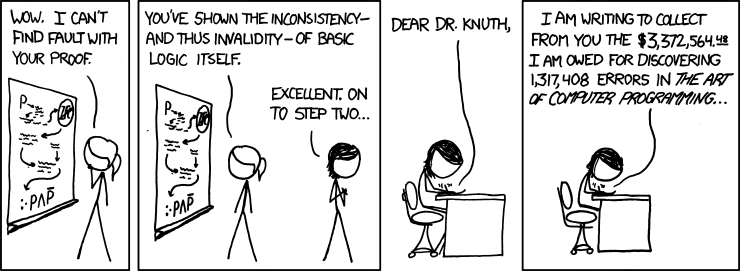 WOW. I CAN'T
FIND FAULT WITH
YOUR PROOF.
P
∴P∧P̅
YOU'VE SHOWN THE INCONSISTENCY—
AND THUS INVALIDITY—OF BASIC
LOGIC ITSELF.
EXCELLENT. ON
TO STEP TWO...
P
∴P∧P̅
DEAR DR. KNUTH,
I AM WRITING TO COLLECT
FROM YOU THE $3,372,564.48
I AM OWED FOR DISCOVERING
1,317,408 ERRORS IN THE ART
OF COMPUTER PROGRAMMING...